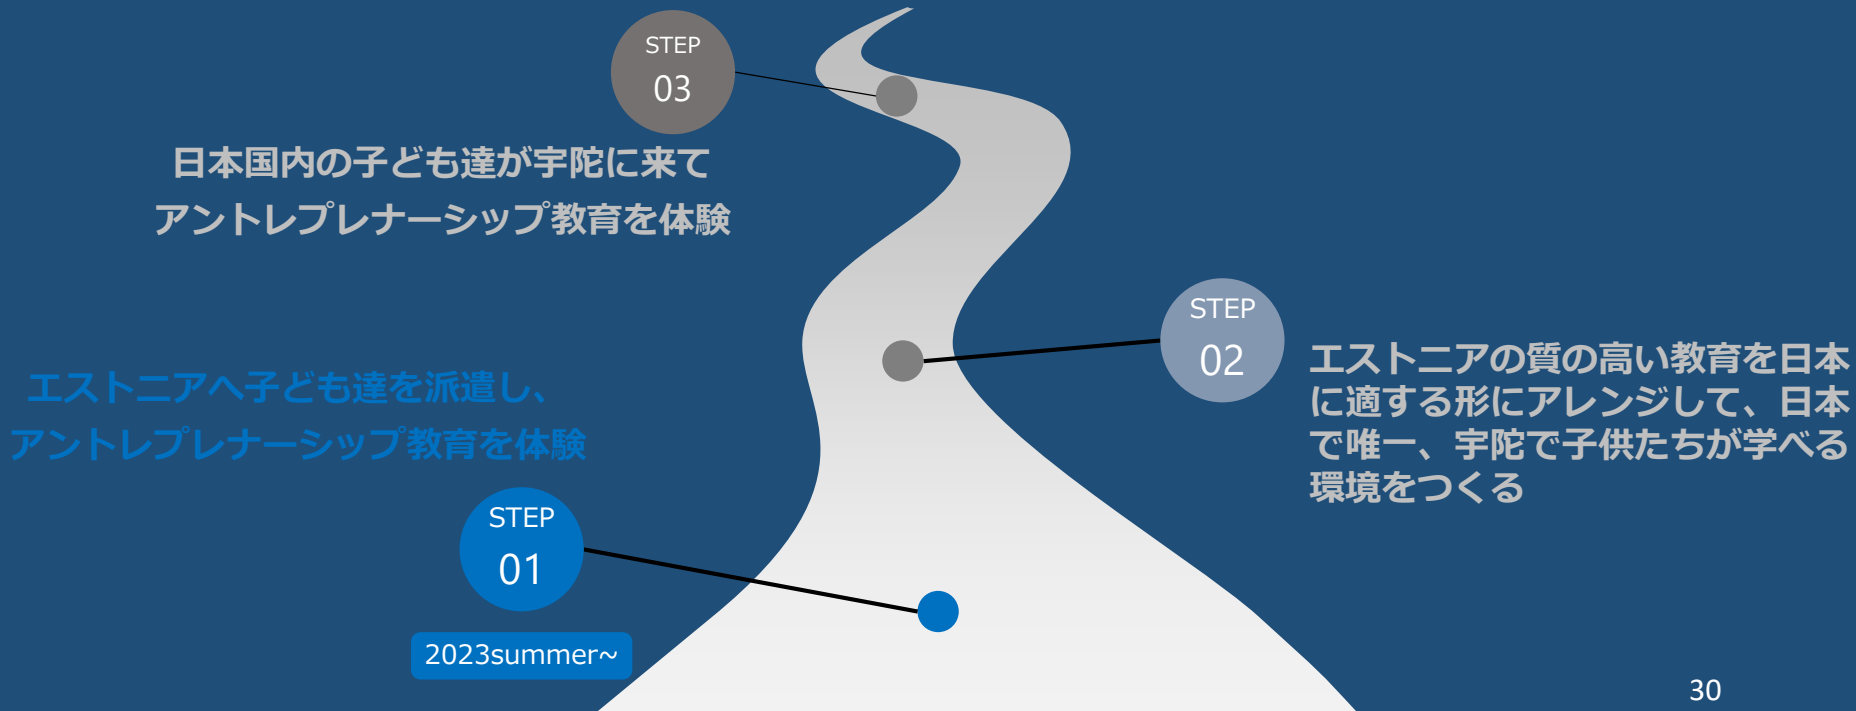 STEP
03
日本国内の子ども達が宇陀に来て
アントレプレナーシップ教育を体験
STEP
02
エストニアの質の高い教育を日本
に適する形にアレンジして、日本
で唯一、宇陀で子供たちが学べる
環境をつくる
エストニアへ子ども達を派遣し、
アントレプレナーシップ教育を体験
STEP
01
2023summer~
30